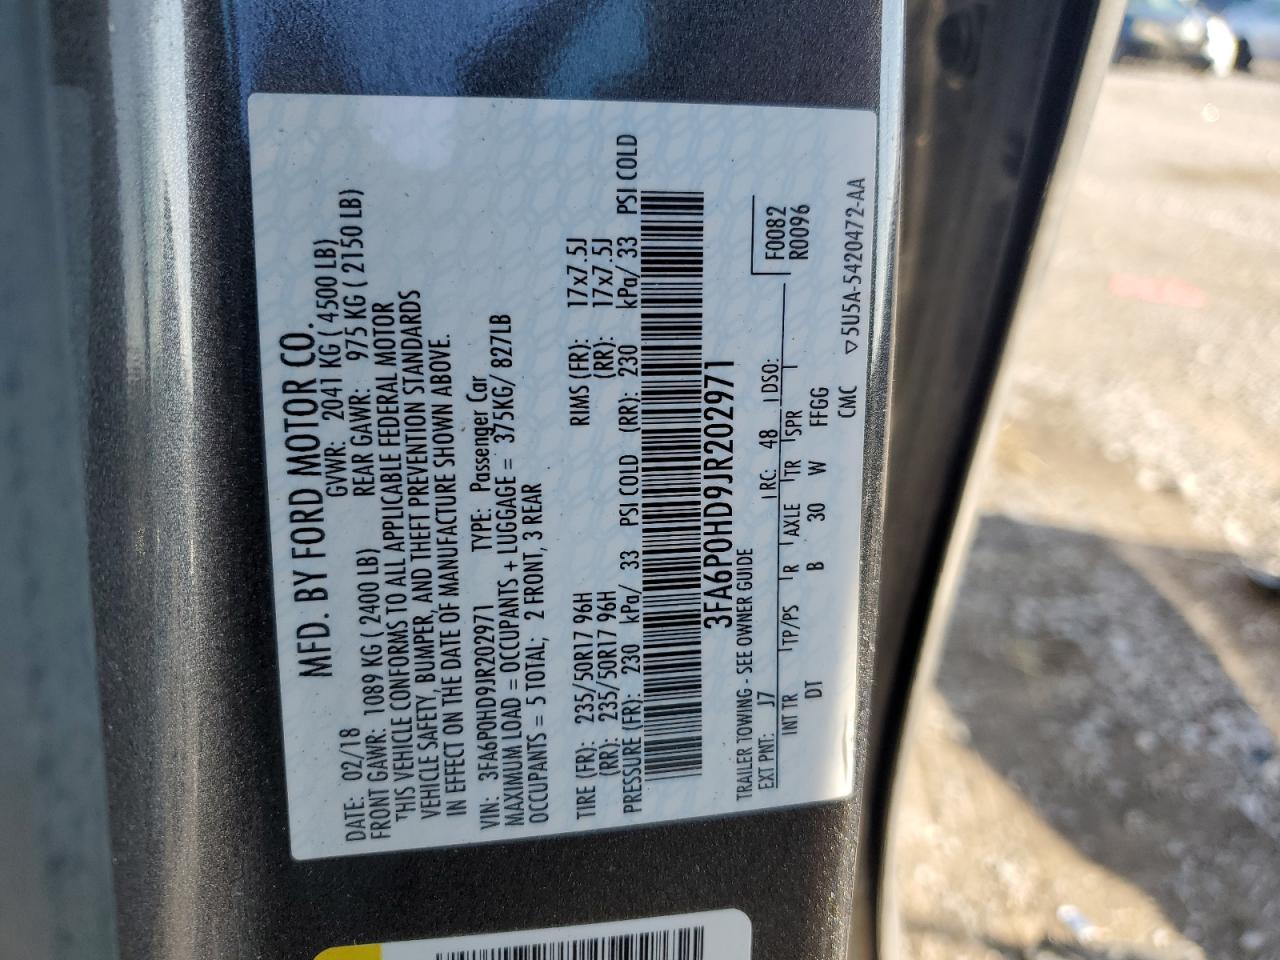 MFD. BY FORD MOTOR CO.
DATE: 02/18 GVWR: 2041 KG ( 4500 LB)
FRONT GAWR: 1089 KG ( 2400 LB) REAR GAWR: 975 KG ( 2150 LB)
THIS VEHICLE CONFORMS TO ALL APPLICABLE FEDERAL MOTOR
VEHICLE SAFETY, BUMPER, AND THEFT PREVENTION STANDARDS
IN EFFECT ON THE DATE OF MANUFACTURE SHOWN ABOVE.
VIN: 3FA6P0HD9JR202971 TYPE: Passenger Car
MAXIMUM LOAD = OCCUPANTS + LUGGAGE = 375KG/ 827LB
OCCUPANTS = 5 TOTAL; 2 FRONT, 3 REAR
TIRE (FR): 235/50R17 96H RIMS (FR): 17x7.5J
(RR): 235/50R17 96H (RR): 17x7.5J
PRESSURE (FR): 230 kPa/ 33 PSI COLD (RR): 230 kPa/ 33 PSI COLD
3FA6P0HD9JR202971
TRAILER TOWING - SEE OWNER GUIDE F0082
EXT PNT: J7 RC: 48 DSO: R0096
INT TR TP/PS R AXLE TR SPR
DT B 30 W FFGG
CMC ▽5U5A-5420472-AA